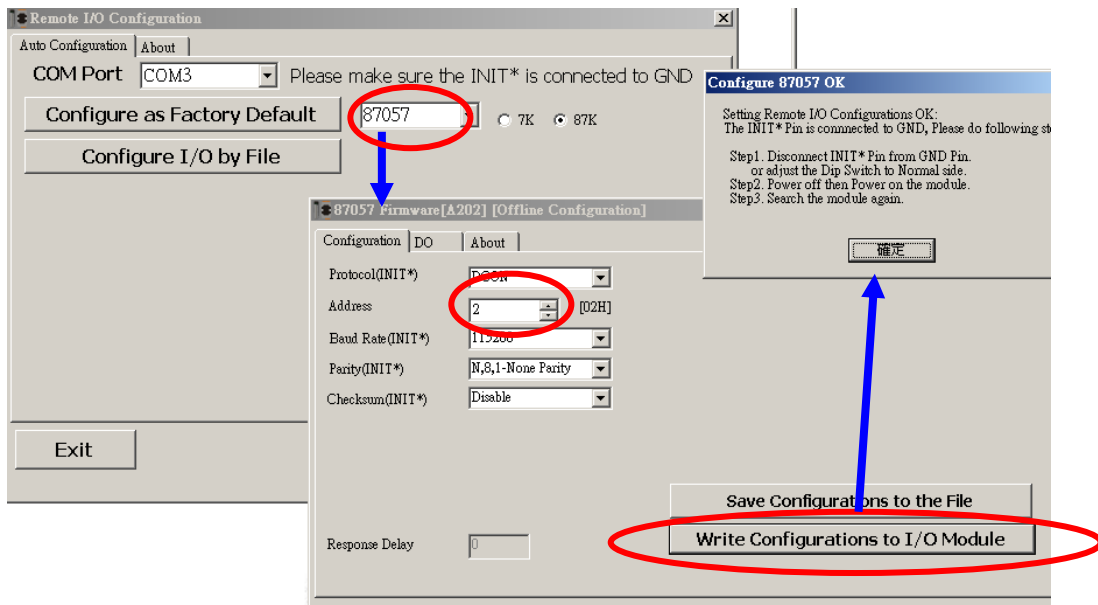 Remote I/O Configuration
Auto Configuration
About
COM Port
COM3
Please make sure the INIT* is connected to GND
Configure as Factory Default
87057
7K
87K
Configure I/O by File
Exit
87057 Firmware[A202] [Offline Configuration]
Configuration
DO
About
Protocol(INIT*)
DCON
Address
2
[02H]
Baud Rate(INIT*)
115200
Parity(INIT*)
N,8,1-None Parity
Checksum(INIT*)
Disable
Response Delay
0
Save Configurations to the File
Write Configurations to I/O Module
Configure 87057 OK
Setting Remote I/O Configurations OK:
The INIT* Pin is comnnected to GND, Please do following
Step1. Disconnect INIT* Pin from GND Pin.
or adjust the Dip Switch to Normal side.
Step2. Power off then Power on the module.
Step3. Search the module again.
確定